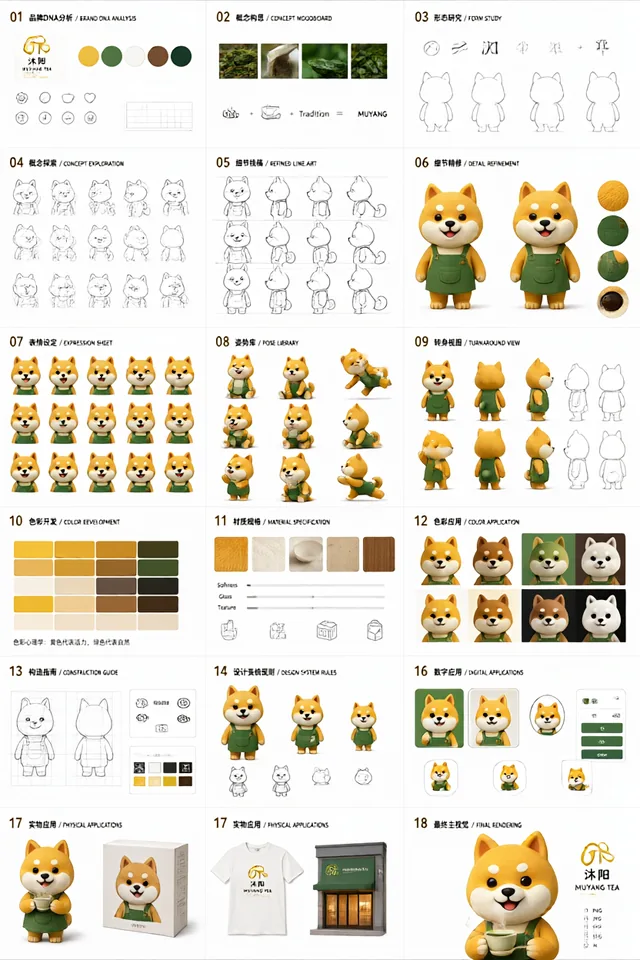 01 品牌DNA分析 / BRAND DNA ANALYSIS
沐阳
MUYANG TEA
02 概念构思 / CONCEPT MOODBOARD
+ + Tradition = MUYANG
03 形态研究 / FORM STUDY
04 概念探索 / CONCEPT EXPLORATION
05 细节线稿 / REFINED LINE ART
06 细节精修 / DETAIL REFINEMENT
07 表情设定 / EXPRESSION SHEET
08 姿势库 / POSE LIBRARY
09 转身视图 / TURNAROUND VIEW
10 色彩开发 / COLOR DEVELOPMENT
色彩心理学：黄色代表活力，绿色代表自然
11 材质规格 / MATERIAL SPECIFICATION
Softness
Gloss
Texture
12 色彩应用 / COLOR APPLICATION
13 构造指南 / CONSTRUCTION GUIDE
14 设计系统规则 / DESIGN SYSTEM RULES
16 数字应用 / DIGITAL APPLICATIONS
17 实物应用 / PHYSICAL APPLICATIONS
17 实物应用 / PHYSICAL APPLICATIONS
沐阳
MUYANG TEA
18 最终主视觉 / FINAL RENDERING
沐阳
MUYANG TEA
PNG